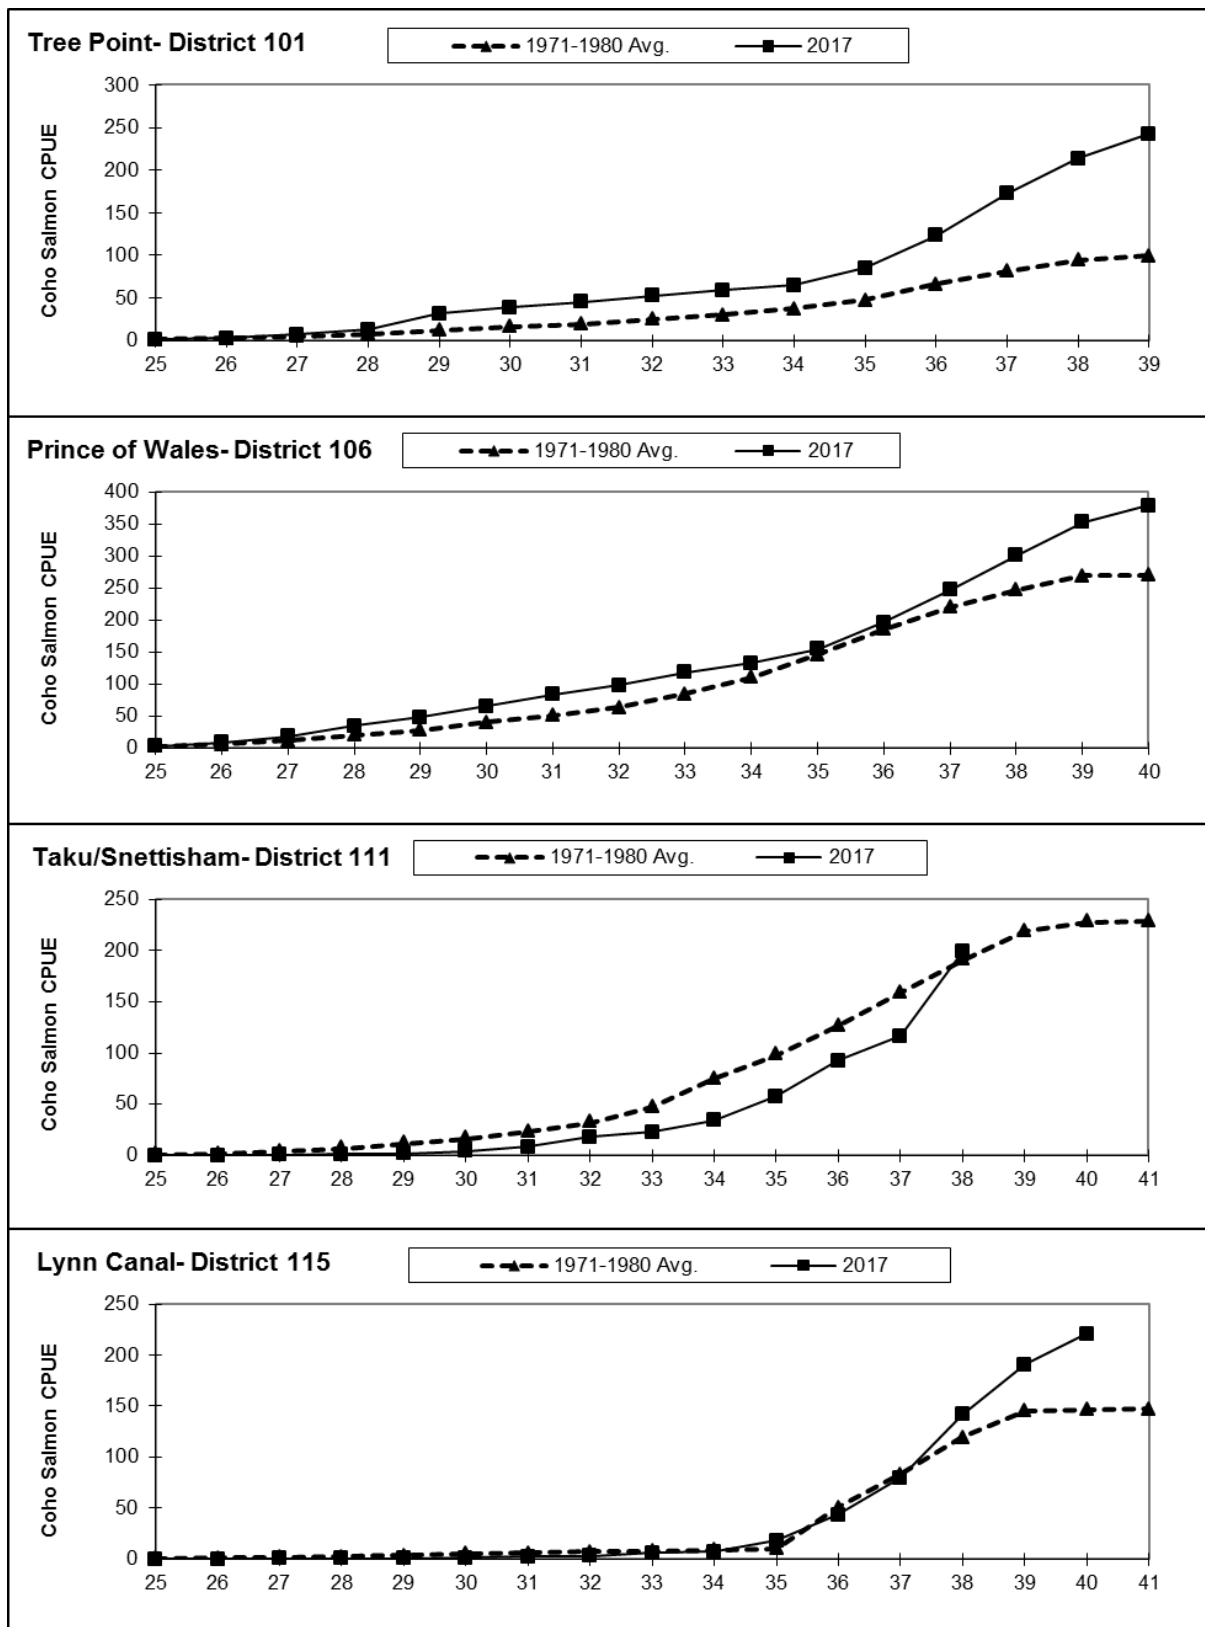 Tree Point- District 101
1971-1980 Avg. 2017
Coho Salmon CPUE
300
250
200
150
100
50
0
25 26 27 28 29 30 31 32 33 34 35 36 37 38 39
Prince of Wales- District 106
1971-1980 Avg. 2017
Coho Salmon CPUE
400
350
300
250
200
150
100
50
0
25 26 27 28 29 30 31 32 33 34 35 36 37 38 39 40
Taku/Snettisham- District 111
1971-1980 Avg. 2017
Coho Salmon CPUE
250
200
150
100
50
0
25 26 27 28 29 30 31 32 33 34 35 36 37 38 39 40 41
Lynn Canal- District 115
1971-1980 Avg. 2017
Coho Salmon CPUE
250
200
150
100
50
0
25 26 27 28 29 30 31 32 33 34 35 36 37 38 39 40 41